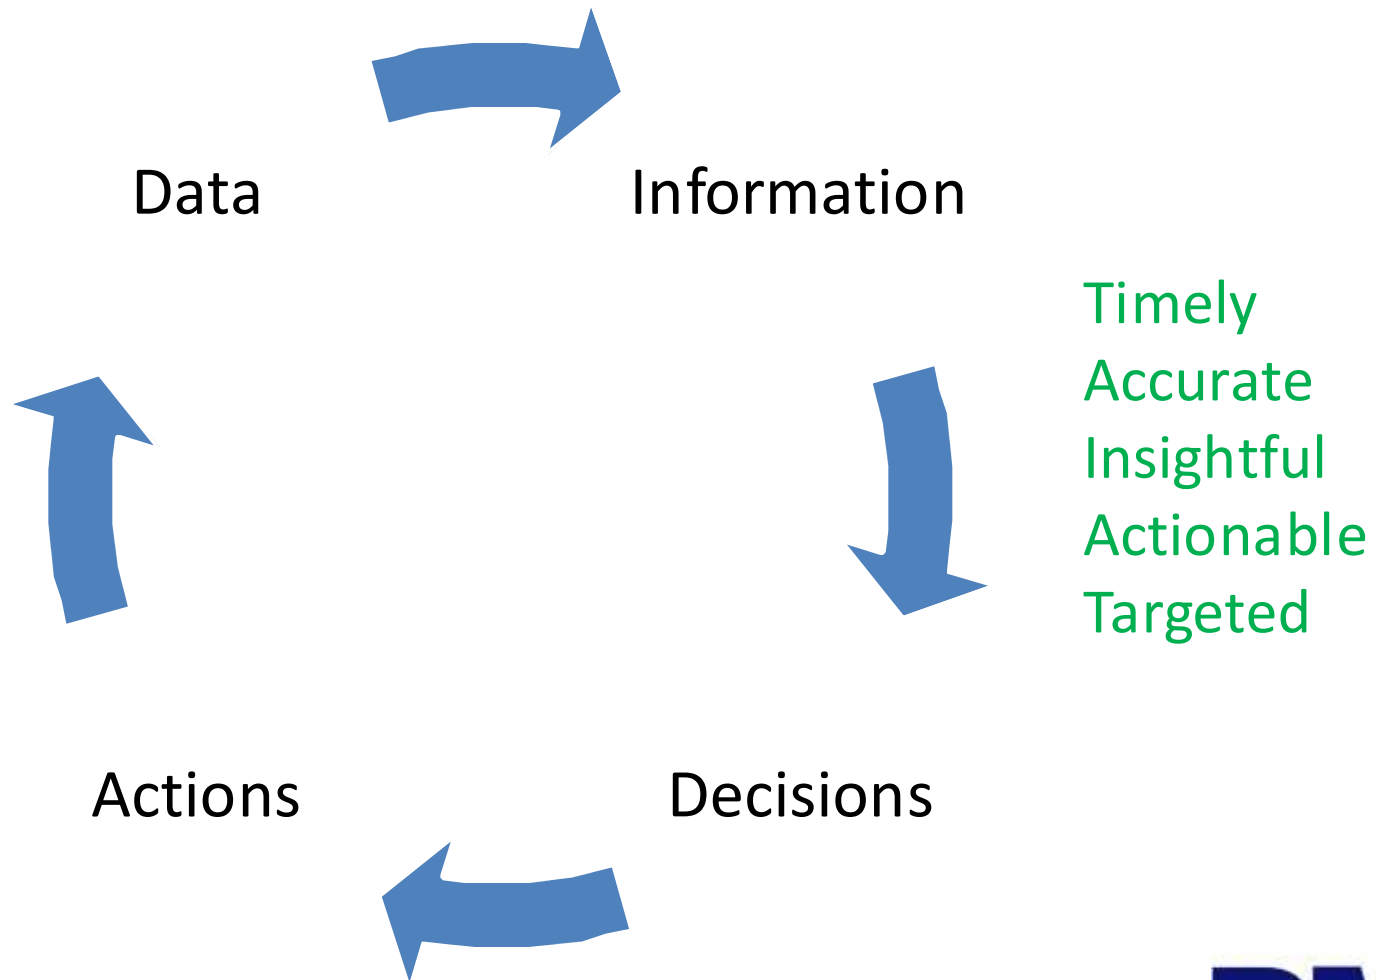 Data
Information
Timely
Accurate
Insightful
Actionable
Targeted
Actions
Decisions